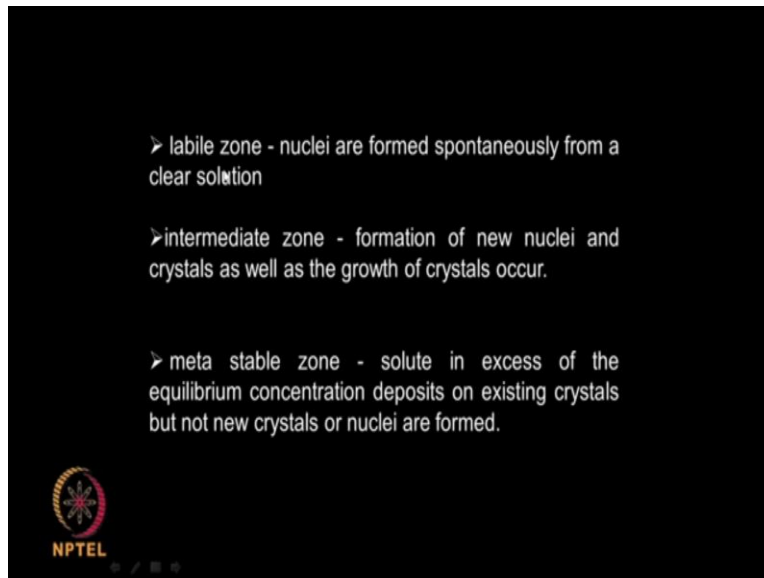 ➢ labile zone - nuclei are formed spontaneously from a
clear solution
➢intermediate zone - formation of new nuclei and
crystals as well as the growth of crystals occur.
➢ meta stable zone - solute in excess of the
equilibrium concentration deposits on existing crystals
but not new crystals or nuclei are formed.
NPTEL